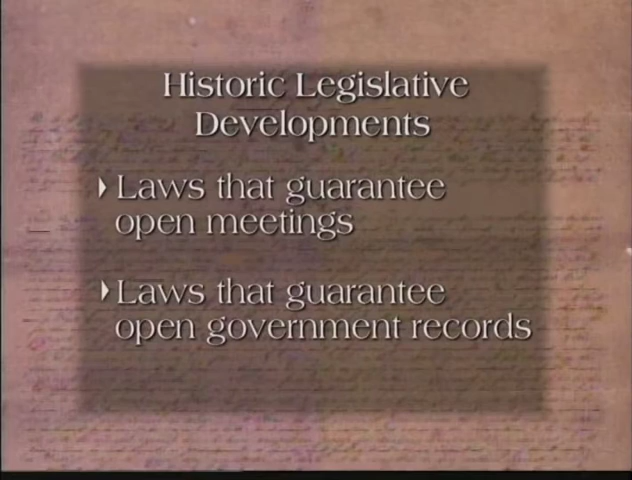 Historic Legislative
Developments
Laws that guarantee
open meetings
Laws that guarantee
open government records